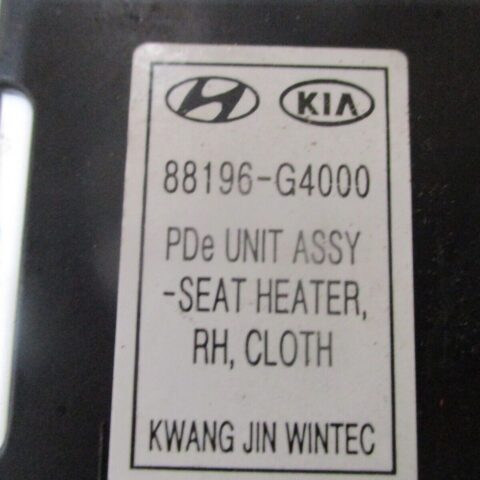 KIA
88196-G4000
PDe UNIT ASSY
-SEAT HEATER,
RH, CLOTH
KWANG JIN WINTEC